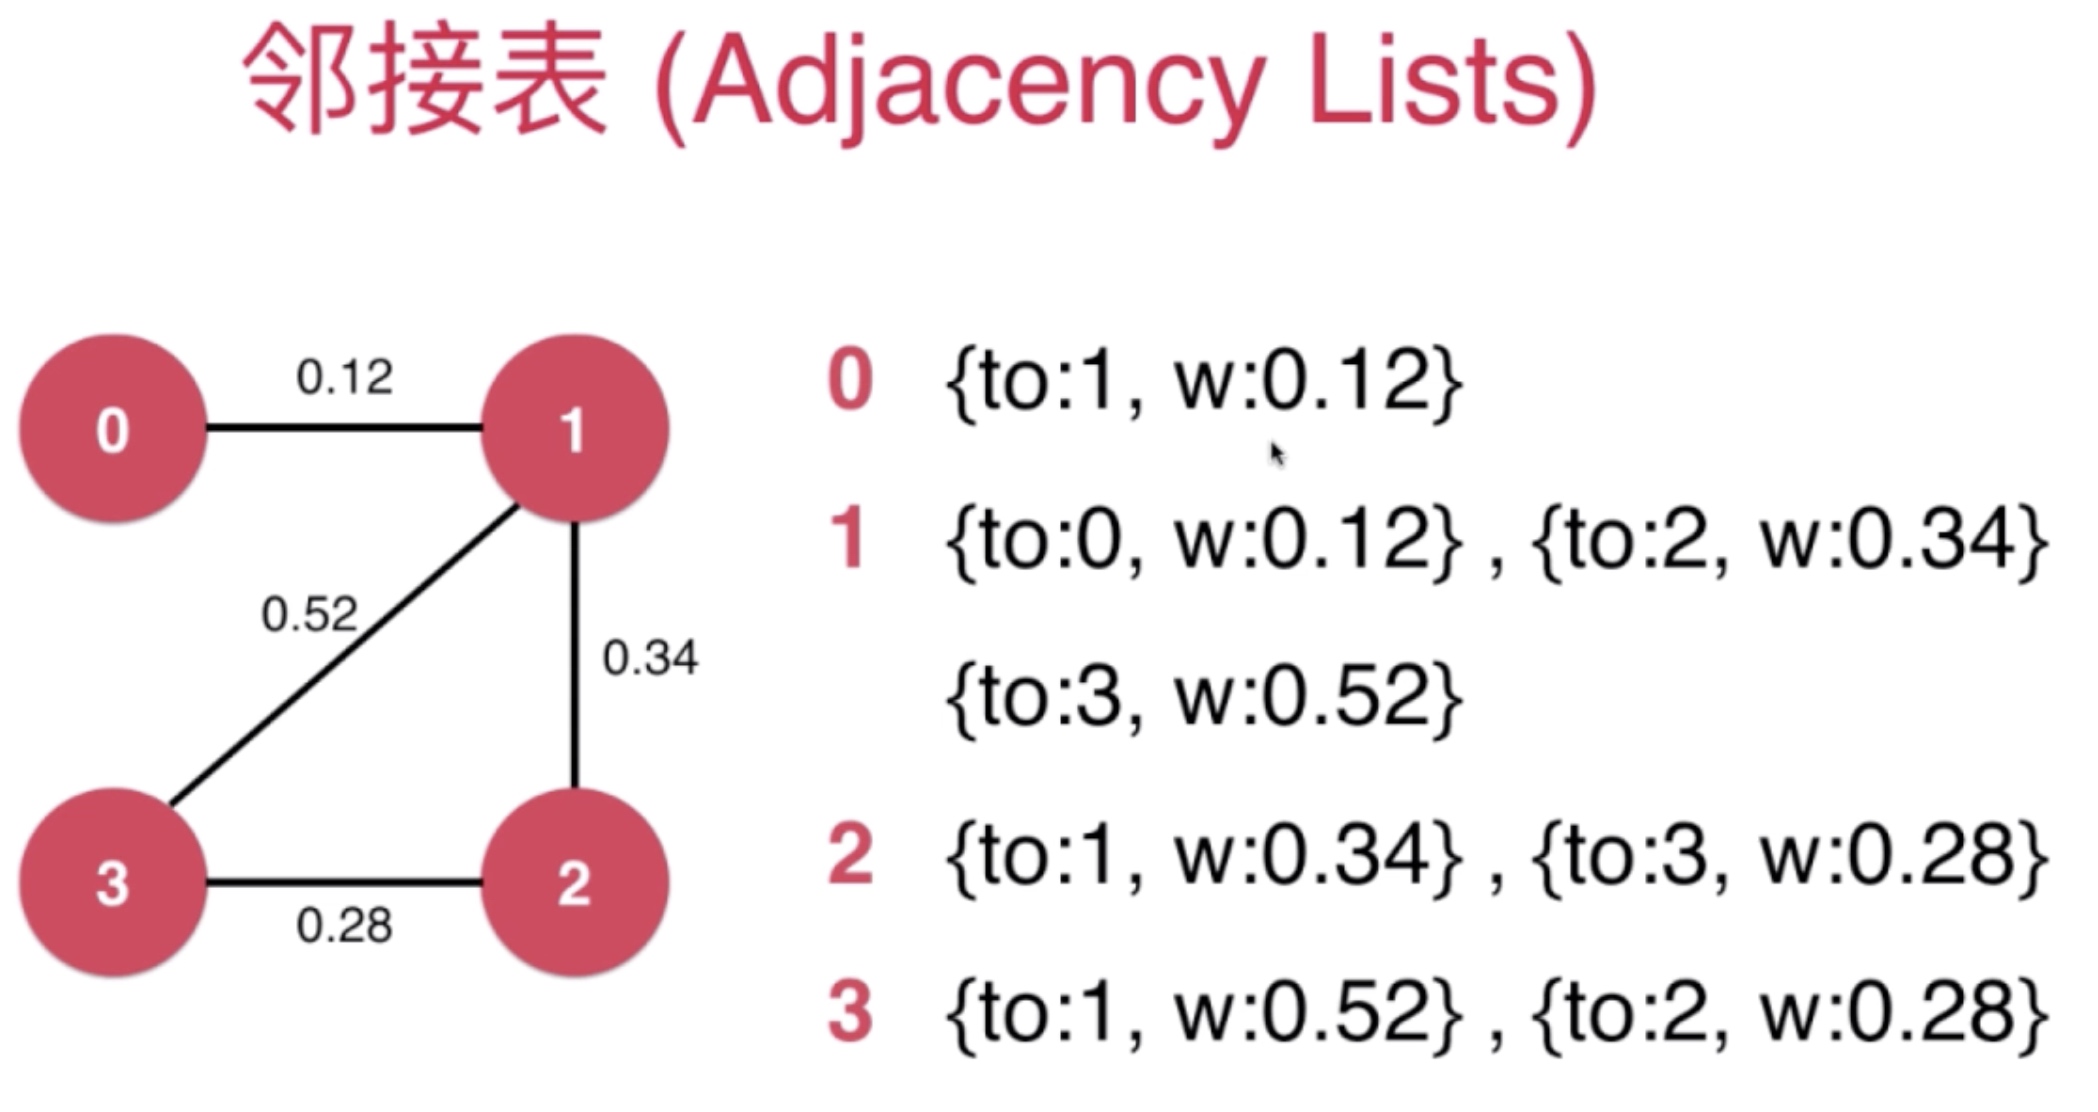 邻接表 (Adjacency Lists)
0 0.12 1
0.52
0.34
3 0.28 2
0 {to:1, w:0.12}
1 {to:0, w:0.12} , {to:2, w:0.34}
{to:3, w:0.52}
2 {to:1, w:0.34} , {to:3, w:0.28}
3 {to:1, w:0.52} , {to:2, w:0.28}